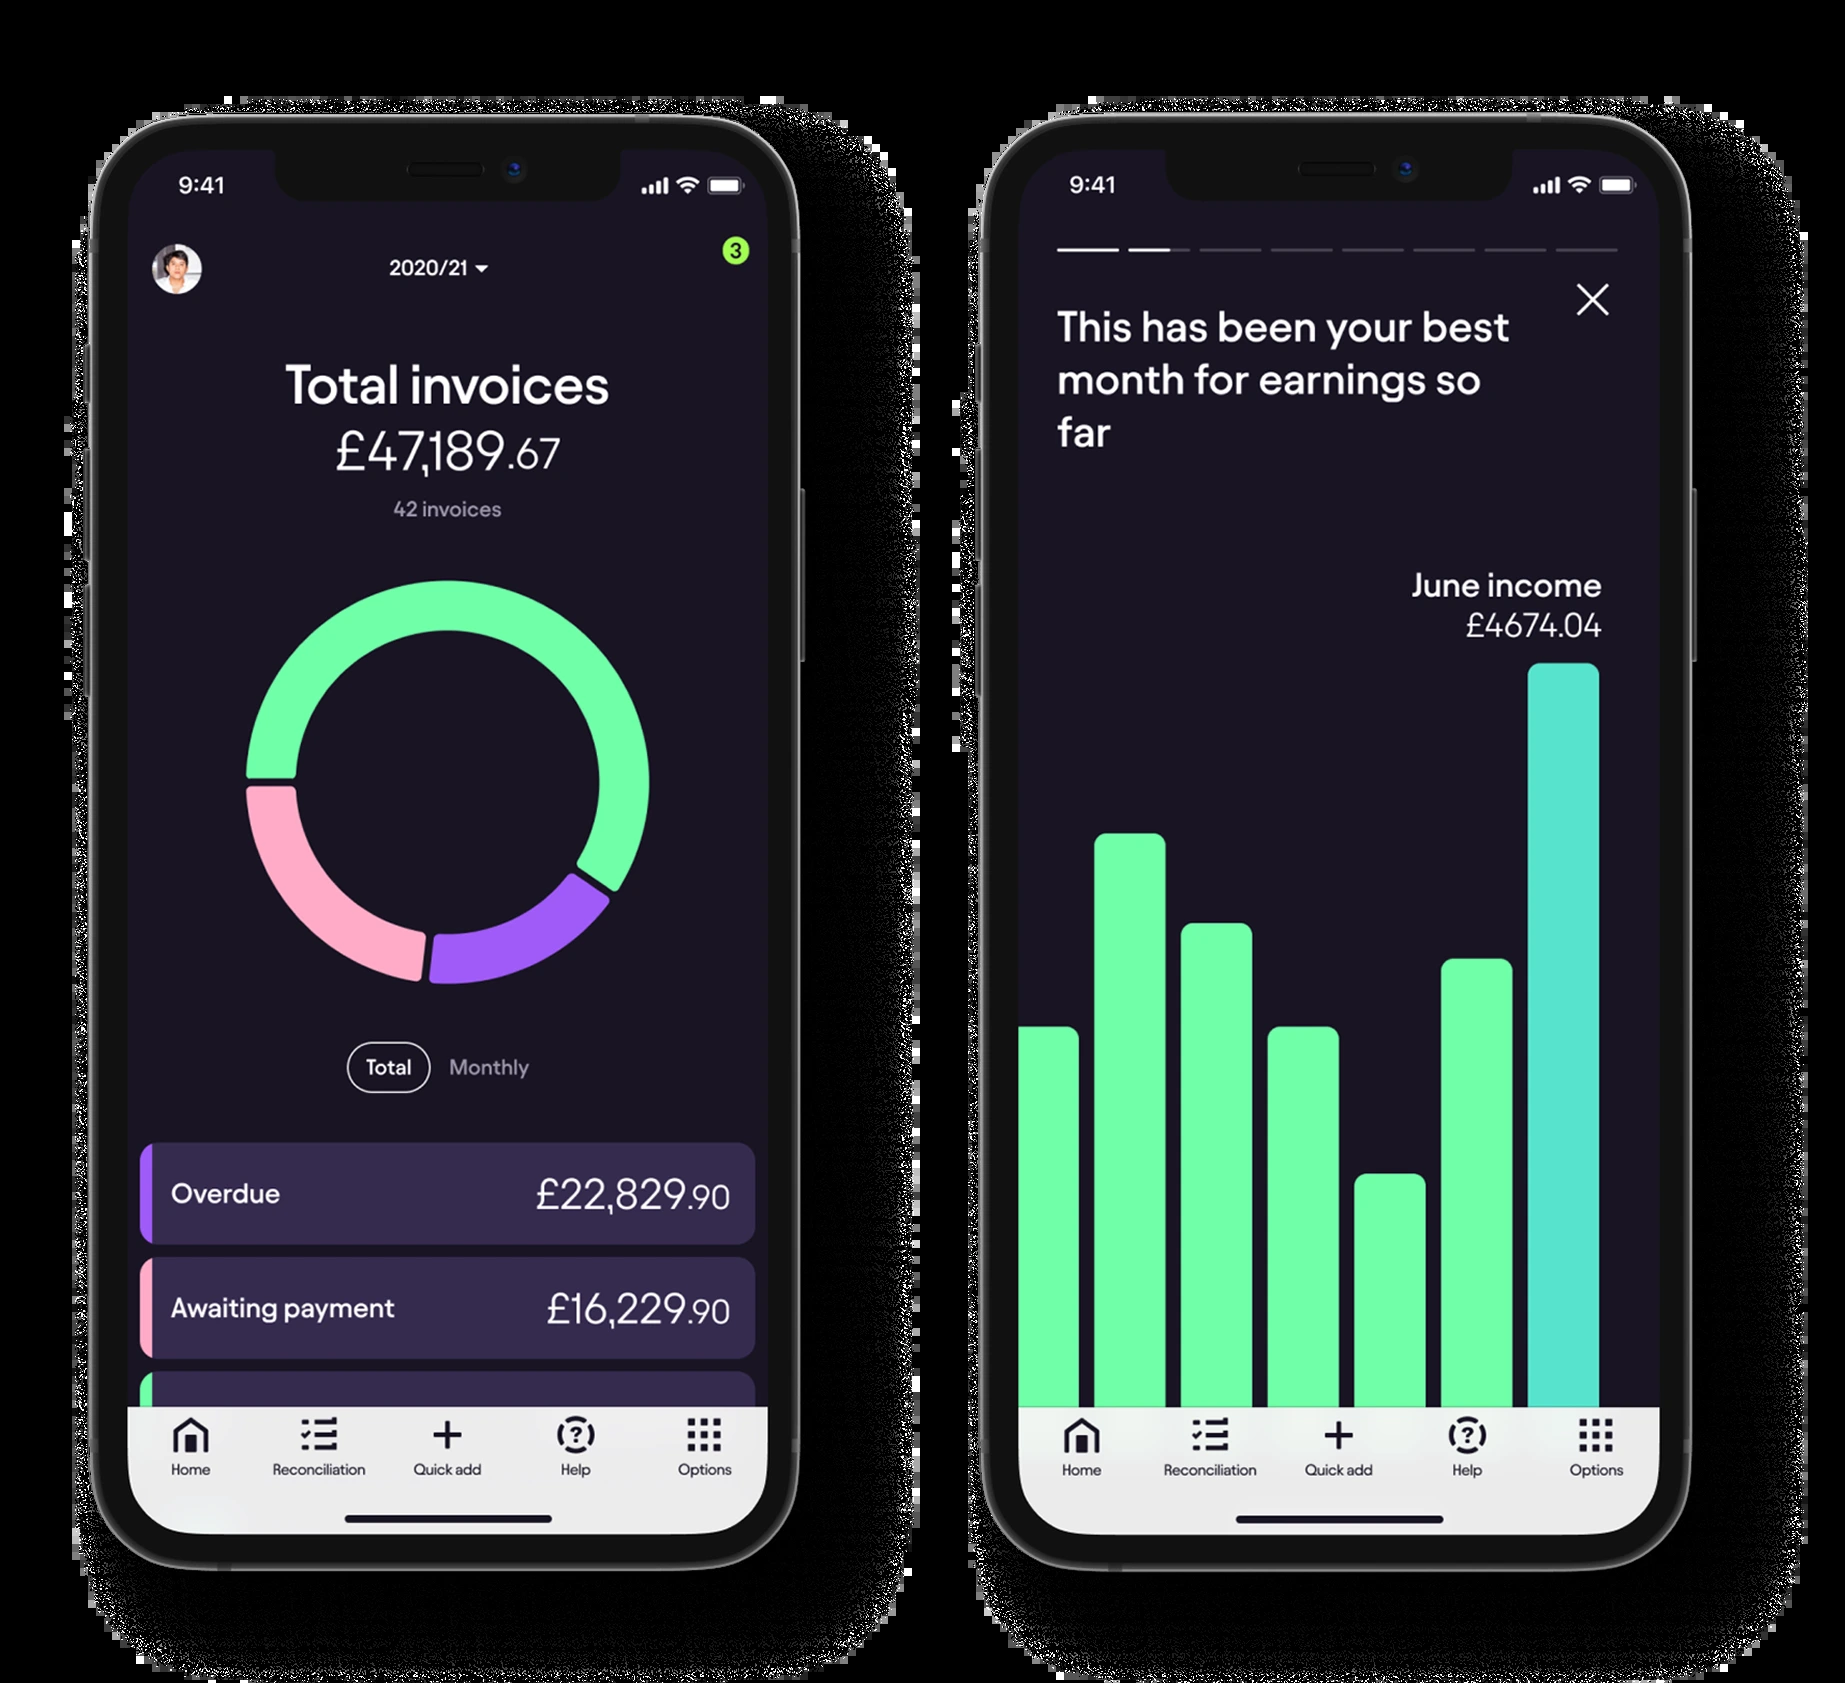 9:41
2020/21
3
Total invoices
£47,189.67
42 invoices
Total
Monthly
Overdue
£22,829.90
Awaiting payment
£16,229.90
Home
Reconciliation
Quick add
Help
Options
9:41
This has been your best
month for earnings so
far
June income
£4674.04
Home
Reconciliation
Quick add
Help
Options